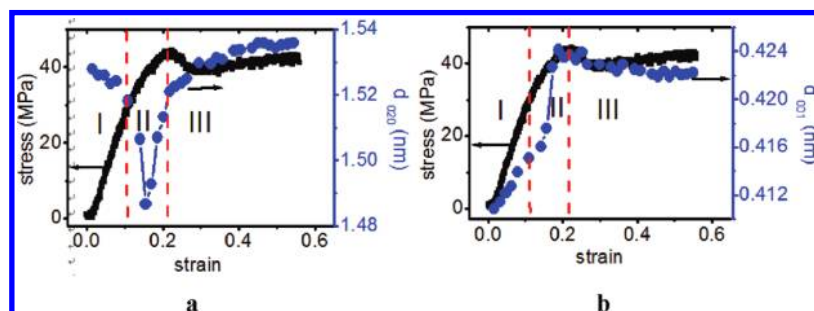 stress (MPa)
40
20
0
0.0 0.2 0.4 0.6
strain
I II III
1.54
1.52
1.50
1.48
d 020 (nm)
a
stress (MPa)
40
20
0
0.0 0.2 0.4 0.6
strain
I II III
0.424
0.422
0.416
0.412
d 001 (nm)
b